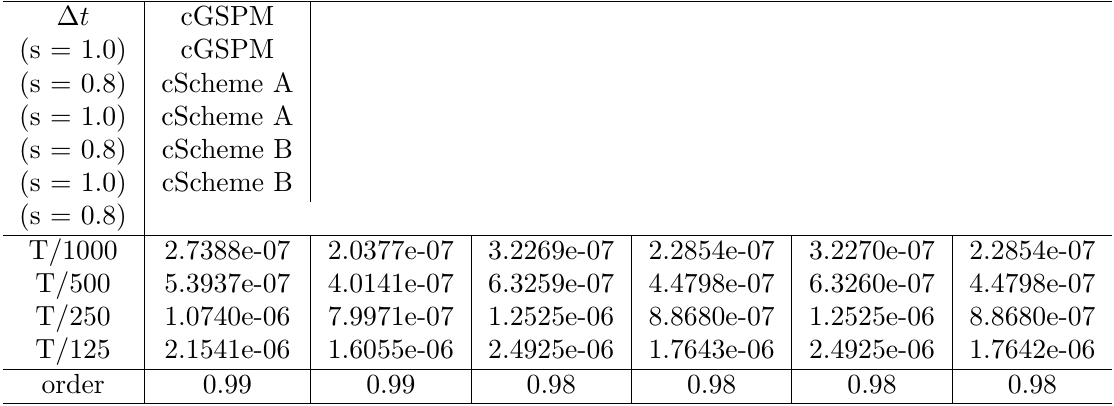 Δt cGSPM
(s = 1.0) cGSPM
(s = 0.8) cScheme A
(s = 1.0) cScheme A
(s = 0.8) cScheme B
(s = 1.0) cScheme B
(s = 0.8)
T/1000 2.7388e-07 2.0377e-07 3.2269e-07 2.2854e-07 3.2270e-07 2.2854e-07
T/500 5.3937e-07 4.0141e-07 6.3259e-07 4.4798e-07 6.3260e-07 4.4798e-07
T/250 1.0740e-06 7.9971e-07 1.2525e-06 8.8680e-07 1.2525e-06 8.8680e-07
T/125 2.1541e-06 1.6055e-06 2.4925e-06 1.7643e-06 2.4925e-06 1.7642e-06
order 0.99 0.99 0.98 0.98 0.98 0.98